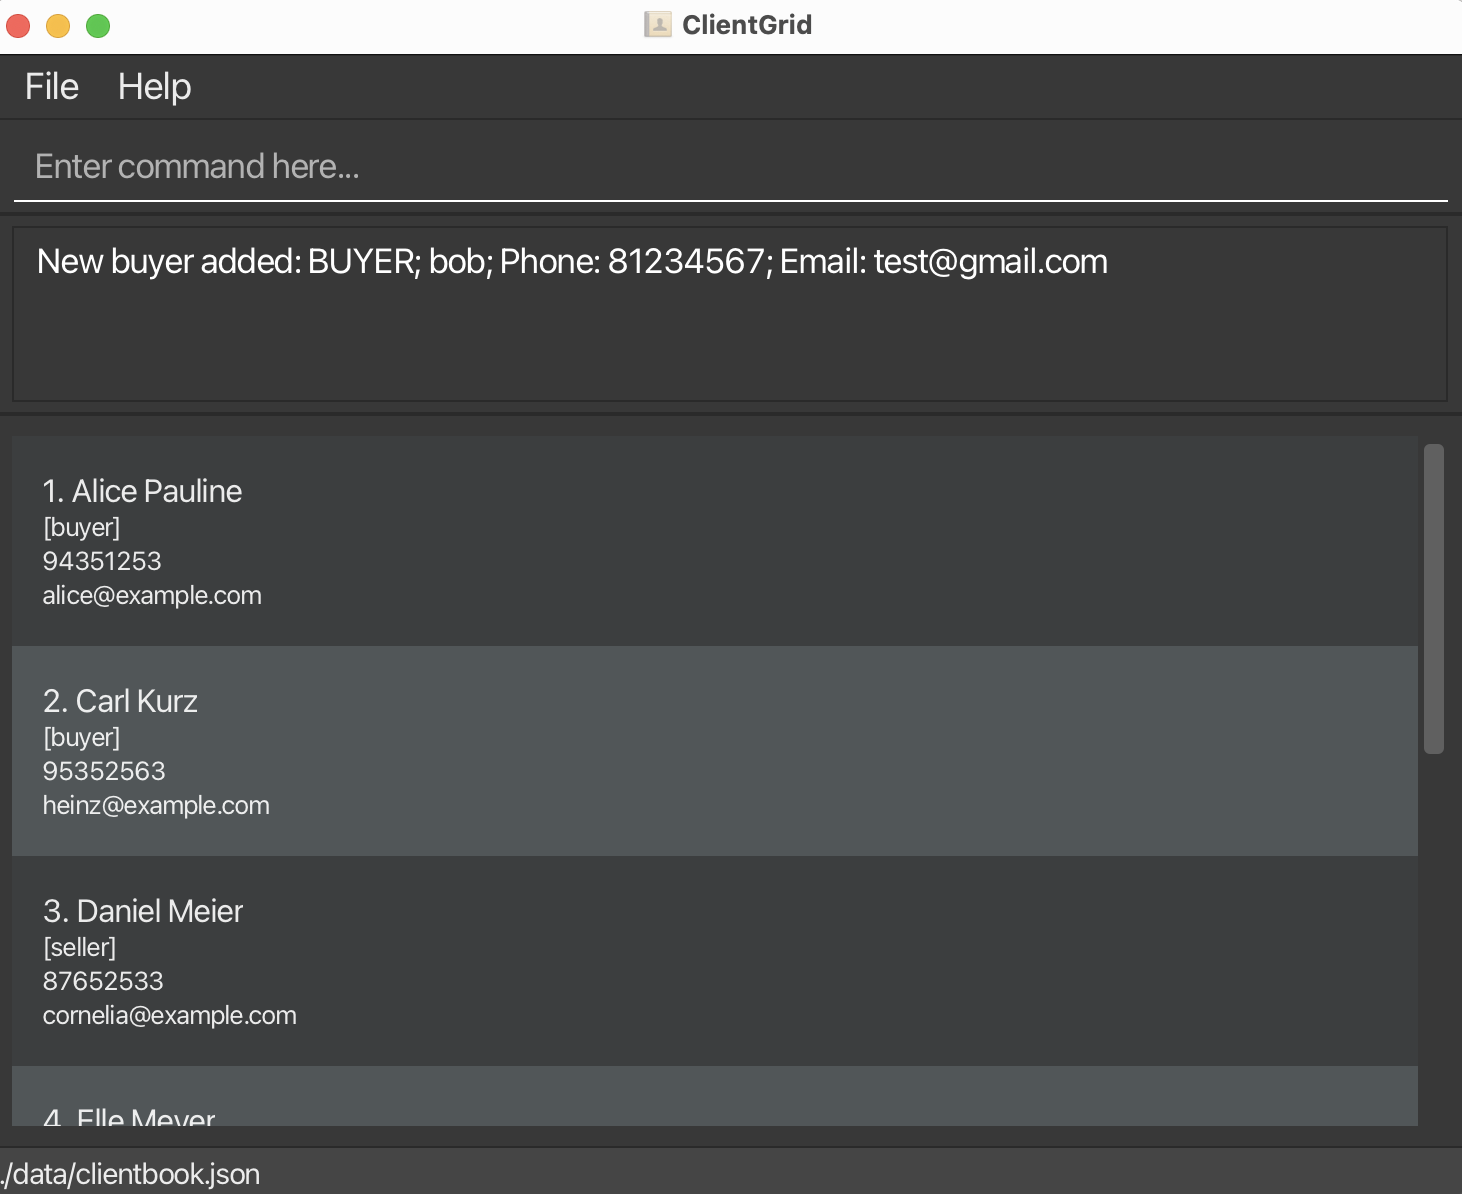 ClientGrid
File Help
Enter command here...
New buyer added: BUYER; bob; Phone: 81234567; Email: test@gmail.com
1. Alice Pauline
[buyer]
94351253
alice@example.com
2. Carl Kurz
[buyer]
95352563
heinz@example.com
3. Daniel Meier
[seller]
87652533
cornelia@example.com
4. Elle Meyer
./data/clientbook.json